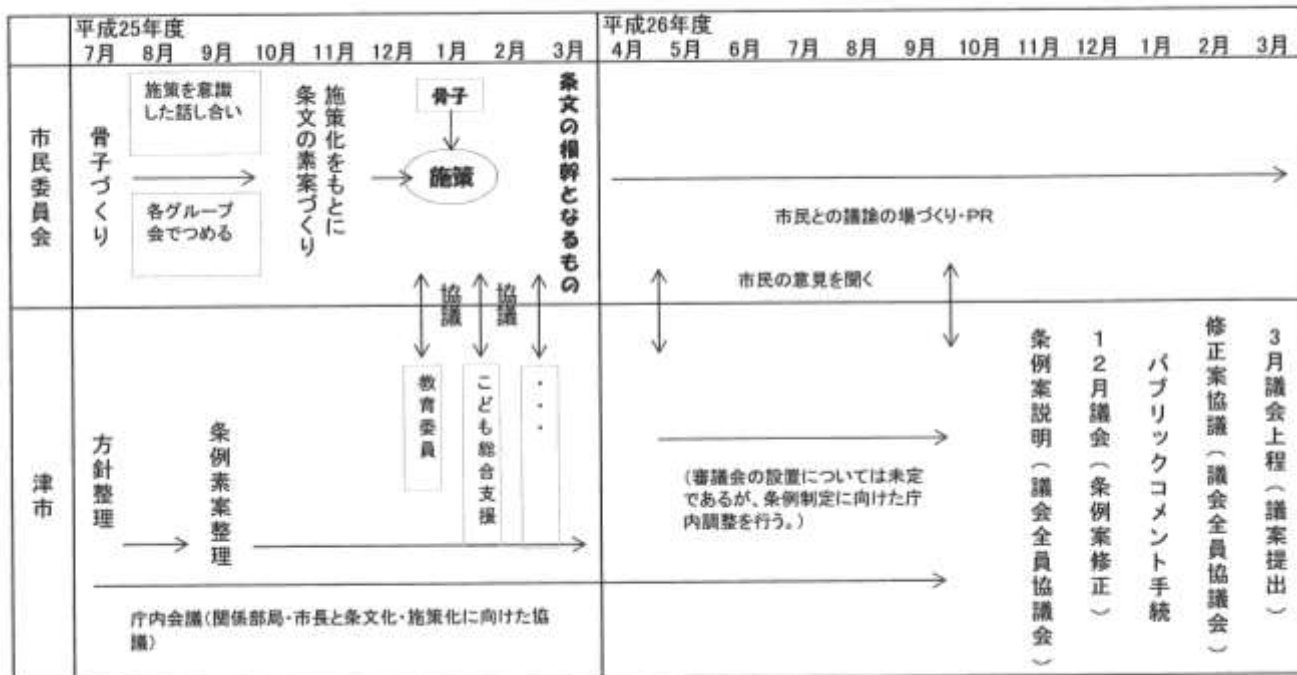 平成25年度
7月 8月 9月 10月 11月 12月 1月 2月 3月
平成26年度
4月 5月 6月 7月 8月 9月 10月 11月 12月 1月 2月 3月
市民委員会
骨子づくり
施策を意識
した話し合い
各グループ
会でつめる
施策化をもとに
条文の素案づくり
骨子
施策
条文の根幹となるもの
協議
協議
市民との議論の場づくり・PR
市民の意見を聞く
津市
方針整理
条例素案整理
教育委員
こども総合支援
・・・
庁内会議(関係部局・市長と条文化・施策化に向けた協
議)
(審議会の設置については未定
であるが、条例制定に向けた庁
内調整を行う。)
条例案説明(議会全員協議会)
12月議会(条例案修正)
パブリックコメント手続
修正案協議(議会全員協議会)
3月議会上程(議案提出)